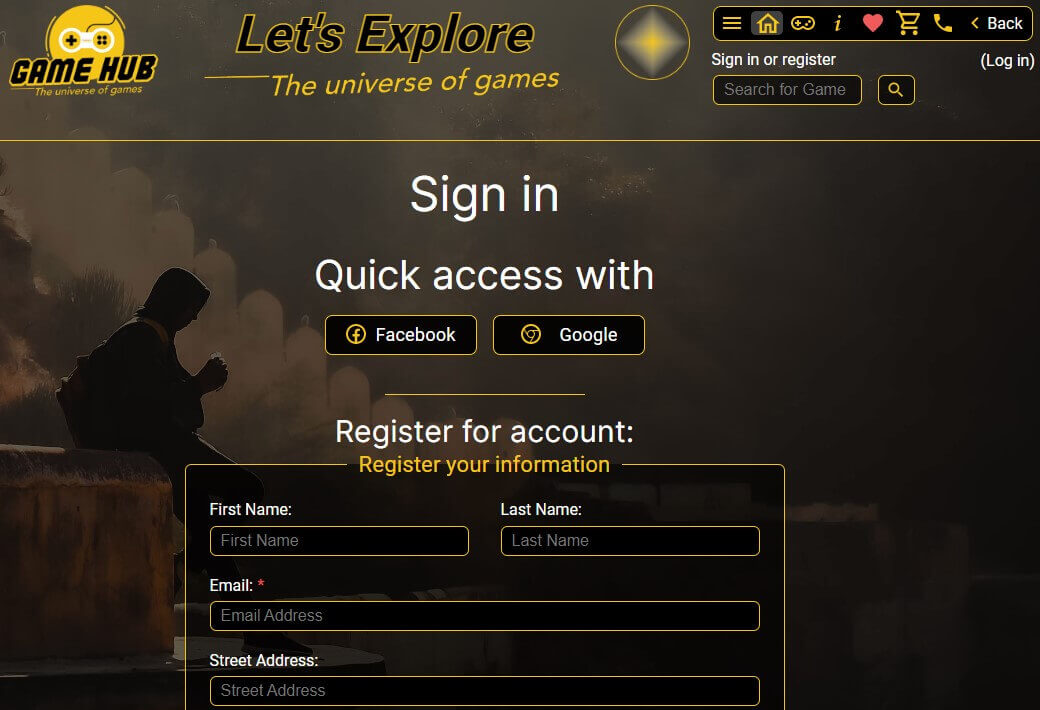 GAME HUB
The universe of games
Let's Explore
The universe of games
Back
Sign in or register
(Log in)
Search for Game
Sign in
Quick access with
Facebook
Google
Register for account:
Register your information
First Name:
Last Name:
First Name
Last Name
Email: *
Email Address
Street Address:
Street Address